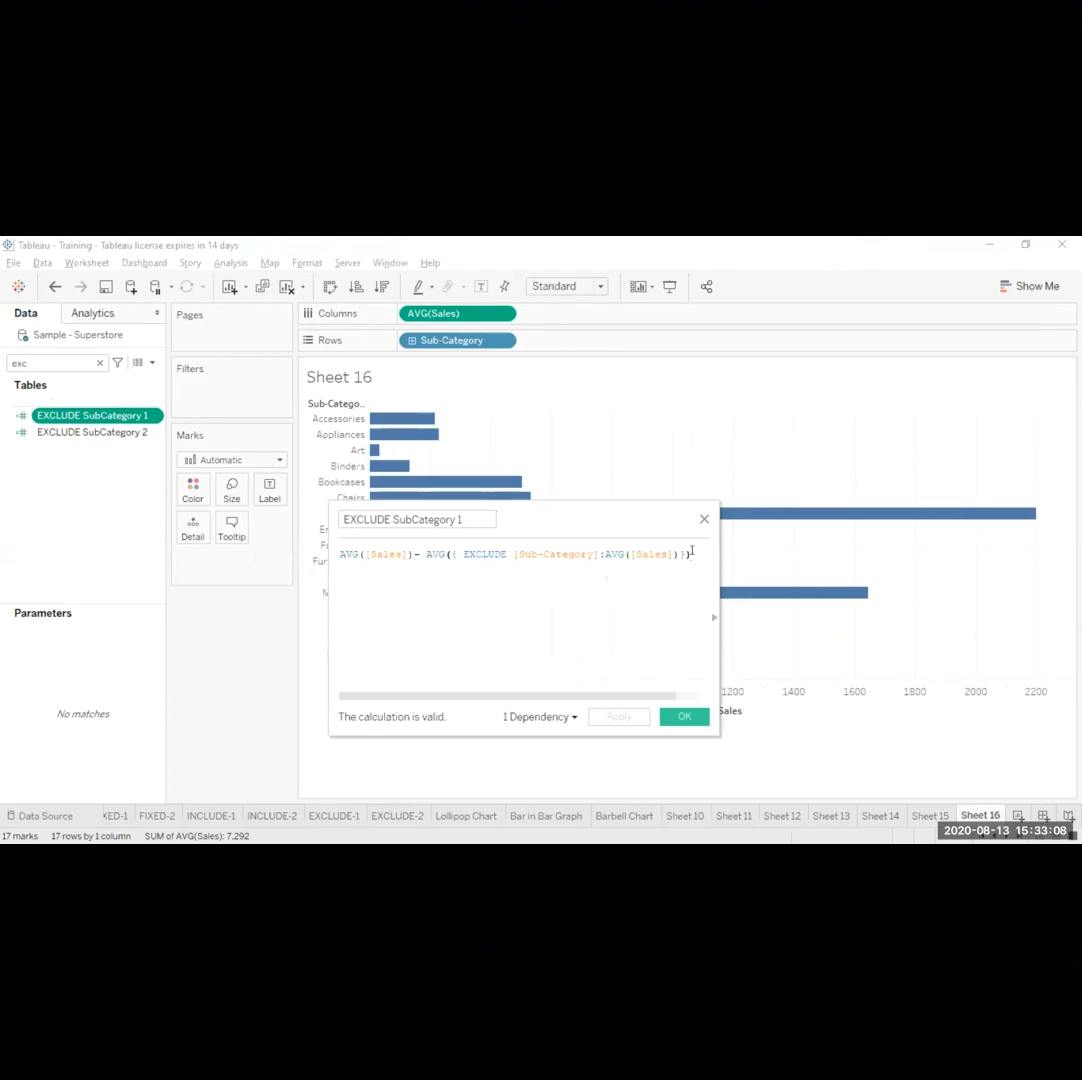 Tableau - Training - Tableau license expires in 14 days
File Data Worksheet Dashboard Story Analysis Map Format Server Window Help
Standard
Show Me
Data Analytics
Pages
Columns AVG(Sales)
Sample - Superstore
Rows Sub-Category
exc
Filters
Sheet 16
Tables
Sub-Catego..
EXCLUDE SubCategory 1
Accessories
EXCLUDE SubCategory 2
Appliances
Marks
Art
Automatic
Binders
Bookcases
Color Size Label
Chairs
EXCLUDE SubCategory 1
Detail Tooltip
Fur
AVG([Sales])- AVG({ EXCLUDE [Sub-Category]:AVG([Sales])})
Parameters
1200 1400 1600 1800 2000 2200
Sales
No matches
The calculation is valid. 1 Dependency Apply OK
Data Source XED-1 FIXED-2 INCLUDE-1 INCLUDE-2 EXCLUDE-1 EXCLUDE-2 Lollipop Chart Bar in Bar Graph Barbell Chart Sheet 10 Sheet 11 Sheet 12 Sheet 13 Sheet 14 Sheet 15 Sheet 16
17 marks 17 rows by 1 column SUM of AVG(Sales): 7,292
2020-08-13 15:33:08